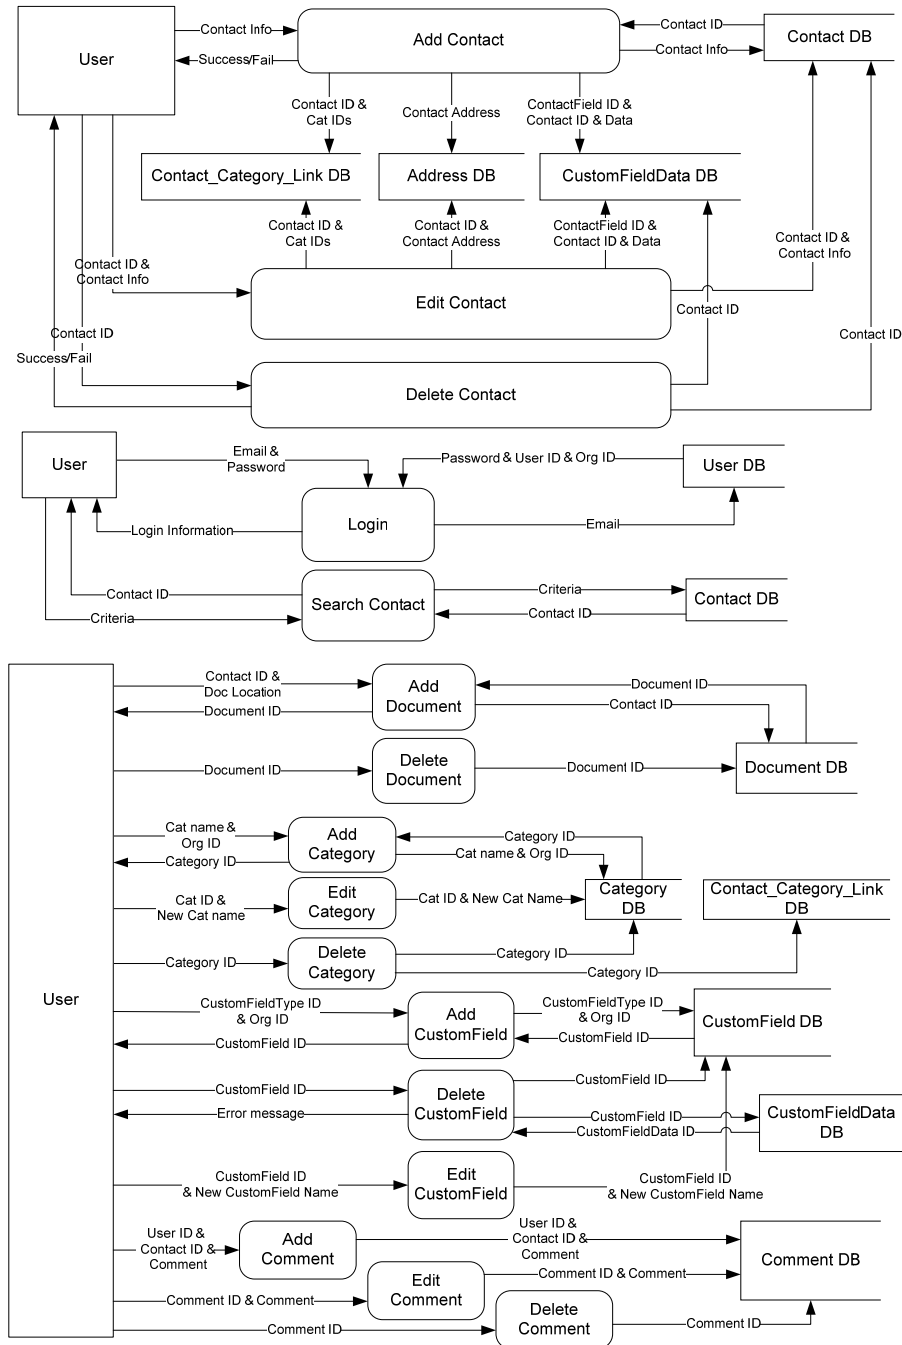 User
Contact Info
Success/Fail
Add Contact
Contact ID
Contact Info
Contact DB
Contact ID &
Cat IDs
Contact Address
ContactField ID &
Contact ID & Data
Contact_Category_Link DB
Address DB
CustomFieldData DB
Contact ID &
Cat IDs
Contact ID &
Contact Address
ContactField ID &
Contact ID & Data
Contact ID &
Contact Info
Contact ID &
Contact Info
Edit Contact
Contact ID
Contact ID
Contact ID
Success/Fail
Delete Contact
User
Email &
Password
Password & User ID & Org ID
User DB
Login Information
Login
Email
Contact ID
Criteria
Search Contact
Criteria
Contact ID
Contact DB
User
Contact ID &
Doc Location
Document ID
Add
Document
Document ID
Contact ID
Document ID
Delete
Document
Document ID
Document DB
Cat name &
Org ID
Category ID
Add
Category
Category ID
Cat name & Org ID
Cat ID &
New Cat name
Edit
Category
Cat ID & New Cat Name
Category
DB
Contact_Category_Link
DB
Category ID
Delete
Category
Category ID
Category ID
CustomFieldType ID
& Org ID
CustomField ID
Add
CustomField
CustomFieldType ID
& Org ID
CustomField ID
CustomField DB
CustomField ID
Error message
Delete
CustomField
CustomField ID
CustomField ID
CustomFieldData ID
CustomFieldData
DB
CustomField ID
& New CustomField Name
Edit
CustomField
CustomField ID
& New CustomField Name
User ID &
Contact ID &
Comment
Add
Comment
User ID &
Contact ID &
Comment
Comment DB
Comment ID & Comment
Edit
Comment
Comment ID & Comment
Comment ID
Delete
Comment
Comment ID